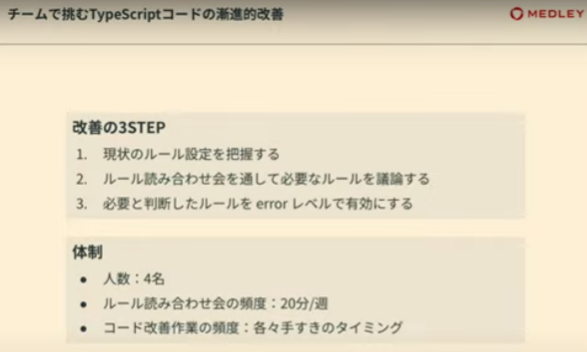 チームで挑むTypeScriptコードの漸進的改善
MEDLEY
改善の3STEP
1. 現状のルール設定を把握する
2. ルール読み合わせ会を通して必要なルールを議論する
3. 必要と判断したルールを error レベルで有効にする
体制
● 人数：4名
● ルール読み合わせ会の頻度：20分/週
● コード改善作業の頻度：各々手すきのタイミング